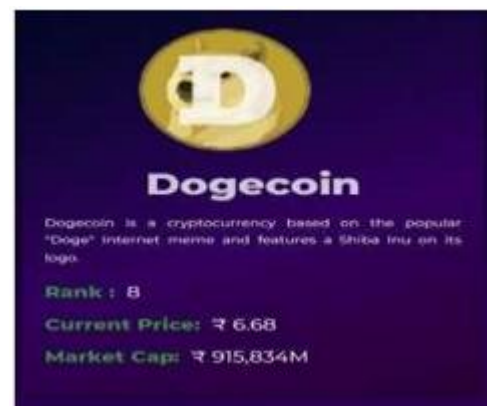 Đ
Dogecoin
Dogecoin is a cryptocurrency based on the popular
"Doge" Internet meme and features a Shiba Inu on its
logo.
Rank : 8
Current Price: ₹ 6.68
Market Cap: ₹ 915,834M